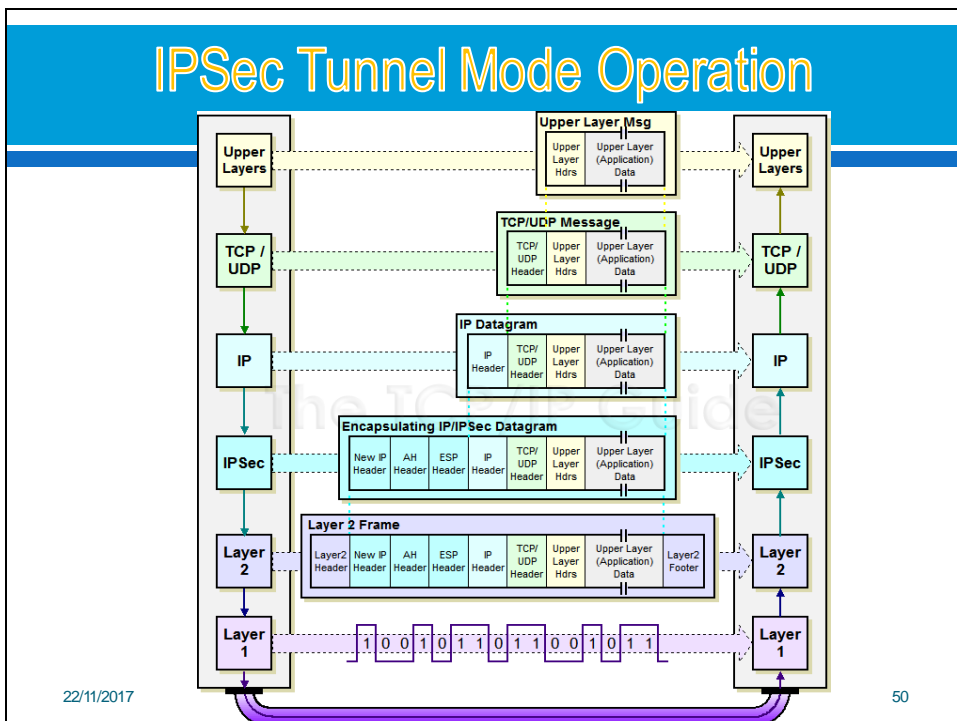 IPSec Tunnel Mode Operation
Upper Layer Msg
Upper
Layers
Upper
Layer
Hdrs
Upper Layer
(Application)
Data
Upper
Layers
TCP/UDP Message
TCP /
UDP
TCP/
UDP
Header
Upper
Layer
Hdrs
Upper Layer
(Application)
Data
TCP /
UDP
IP Datagram
IP
IP
Header
TCP/
UDP
Header
Upper
Layer
Hdrs
Upper Layer
(Application)
Data
IP
The TCP/IP Guide
Encapsulating IP/IPSec Datagram
IPSec
New IP
Header
AH
Header
ESP
Header
IP
Header
TCP/
UDP
Header
Upper
Layer
Hdrs
Upper Layer
(Application)
Data
IPSec
Layer 2 Frame
Layer
2
Layer2
Header
New IP
Header
AH
Header
ESP
Header
IP
Header
TCP/
UDP
Header
Upper
Layer
Hdrs
Upper Layer
(Application)
Data
Layer2
Footer
Layer
2
Layer
1
1 0 0 1 0 1 1 0 1 1 0 0 1 0 1 1
Layer
1
22/11/2017
50